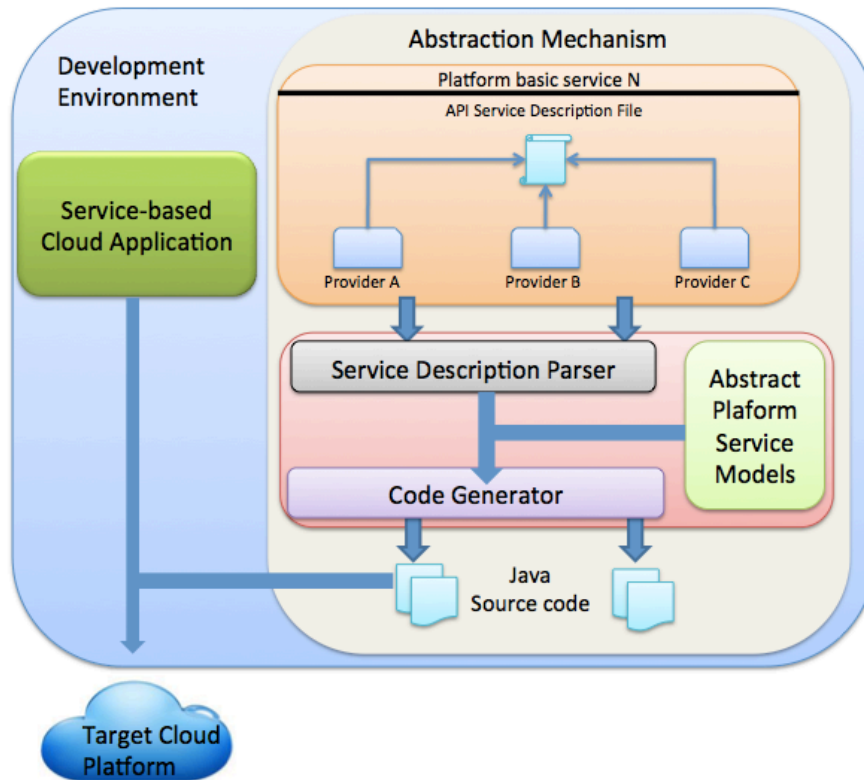 Abstraction Mechanism
Development
Environment
Platform basic service N
API Service Description File
Service-based
Cloud Application
Provider A
Provider B
Provider C
Service Description Parser
Abstract
Plaform
Service
Models
Code Generator
Java
Source code
Target Cloud
Platform